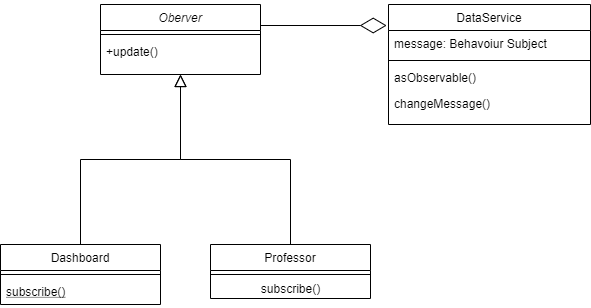 Oberver
+update()
DataService
message: Behavoiur Subject
asObservable()
changeMessage()
Dashboard
subscribe()
Professor
subscribe()